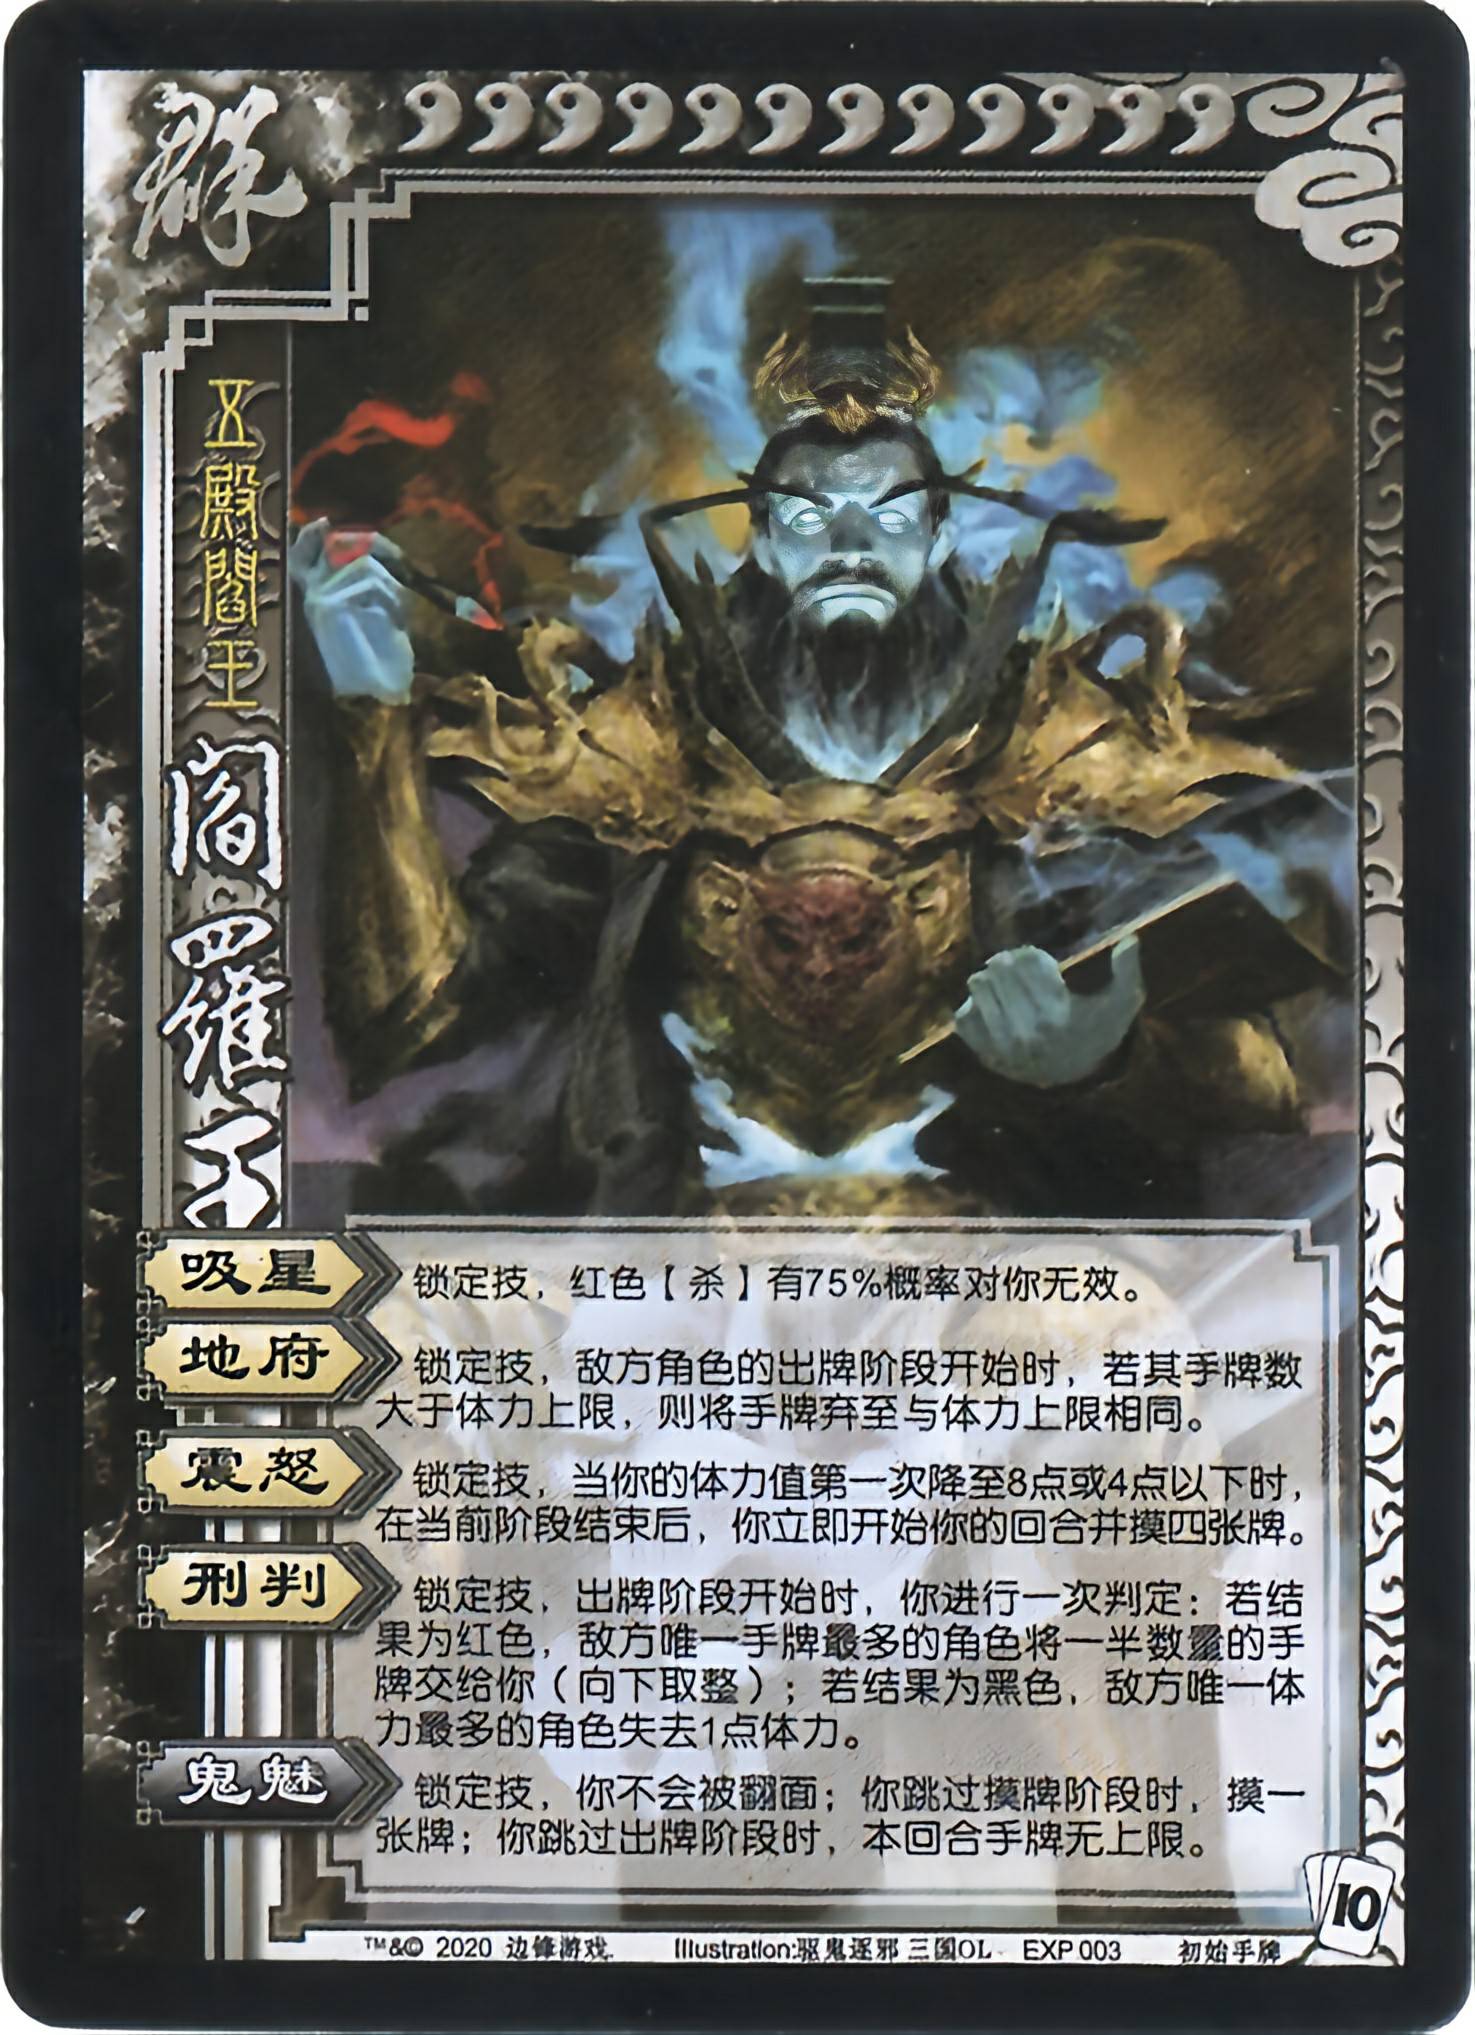 群
五殿閻王
閻羅王
吸星
锁定技，红色【杀】有75%概率对你无效。
地府
锁定技，敌方角色的出牌阶段开始时，若其手牌数
大于体力上限，则将手牌弃至与体力上限相同。
震怒
锁定技，当你的体力值第一次降至8点或4点以下时，
在当前阶段结束后，你立即开始你的回合并摸四张牌。
刑判
锁定技，出牌阶段开始时，你进行一次判定：若结
果为红色，敌方唯一手牌最多的角色将一半数量的手
牌交给你（向下取整）；若结果为黑色，敌方唯一体
力最多的角色失去1点体力。
鬼魅
锁定技，你不会被翻面；你跳过摸牌阶段时，摸一
张牌；你跳过出牌阶段时，本回合手牌无上限。
10
™&© 2020 边锋游戏 Illustration:驱鬼逐邪 三国OL EXP 003 初始手牌